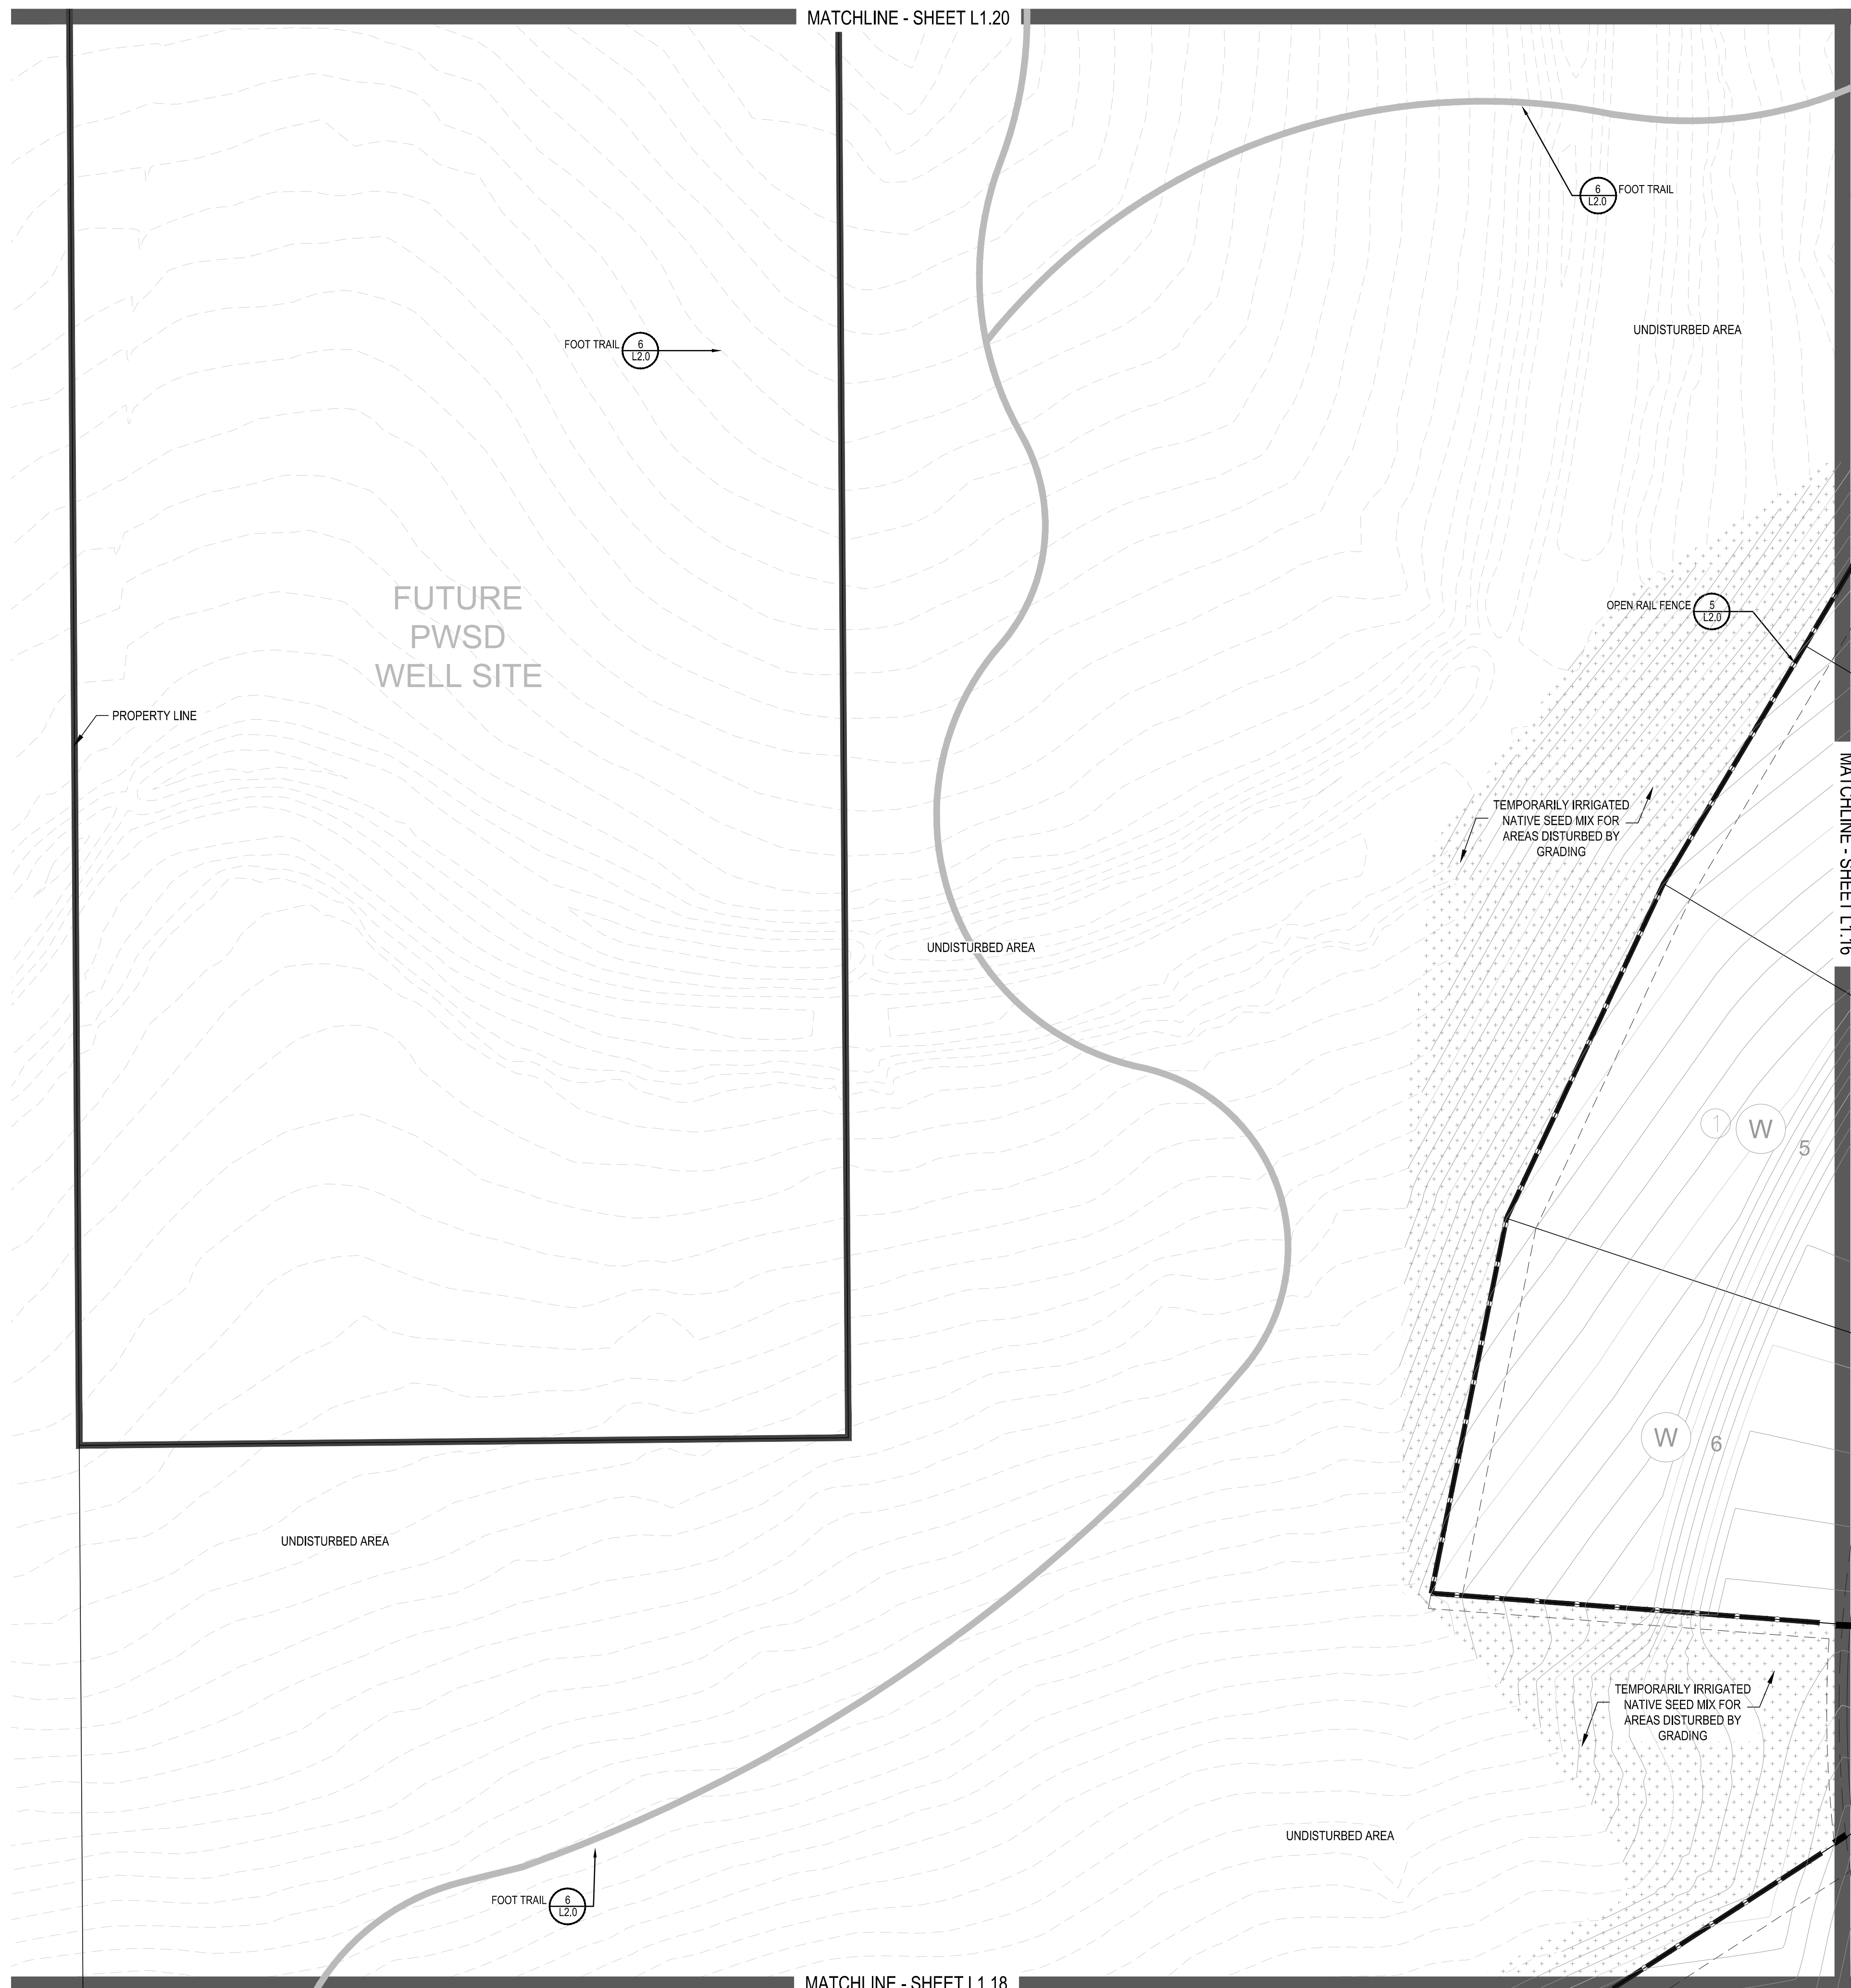 MATCHLINE - SHEET L1.20
6
L2.0
FOOT TRAIL
UNDISTURBED AREA
FOOT TRAIL
6
L2.0
FUTURE
PWSD
WELL SITE
OPEN RAIL FENCE
5
L2.0
PROPERTY LINE
MATCHLINE - SHEET L1.16
TEMPORARILY IRRIGATED
NATIVE SEED MIX FOR
AREAS DISTURBED BY
GRADING
UNDISTURBED AREA
1
W
5
W
6
UNDISTURBED AREA
TEMPORARILY IRRIGATED
NATIVE SEED MIX FOR
AREAS DISTURBED BY
GRADING
UNDISTURBED AREA
FOOT TRAIL
6
L2.0
MATCHLINE - SHEET L1.18